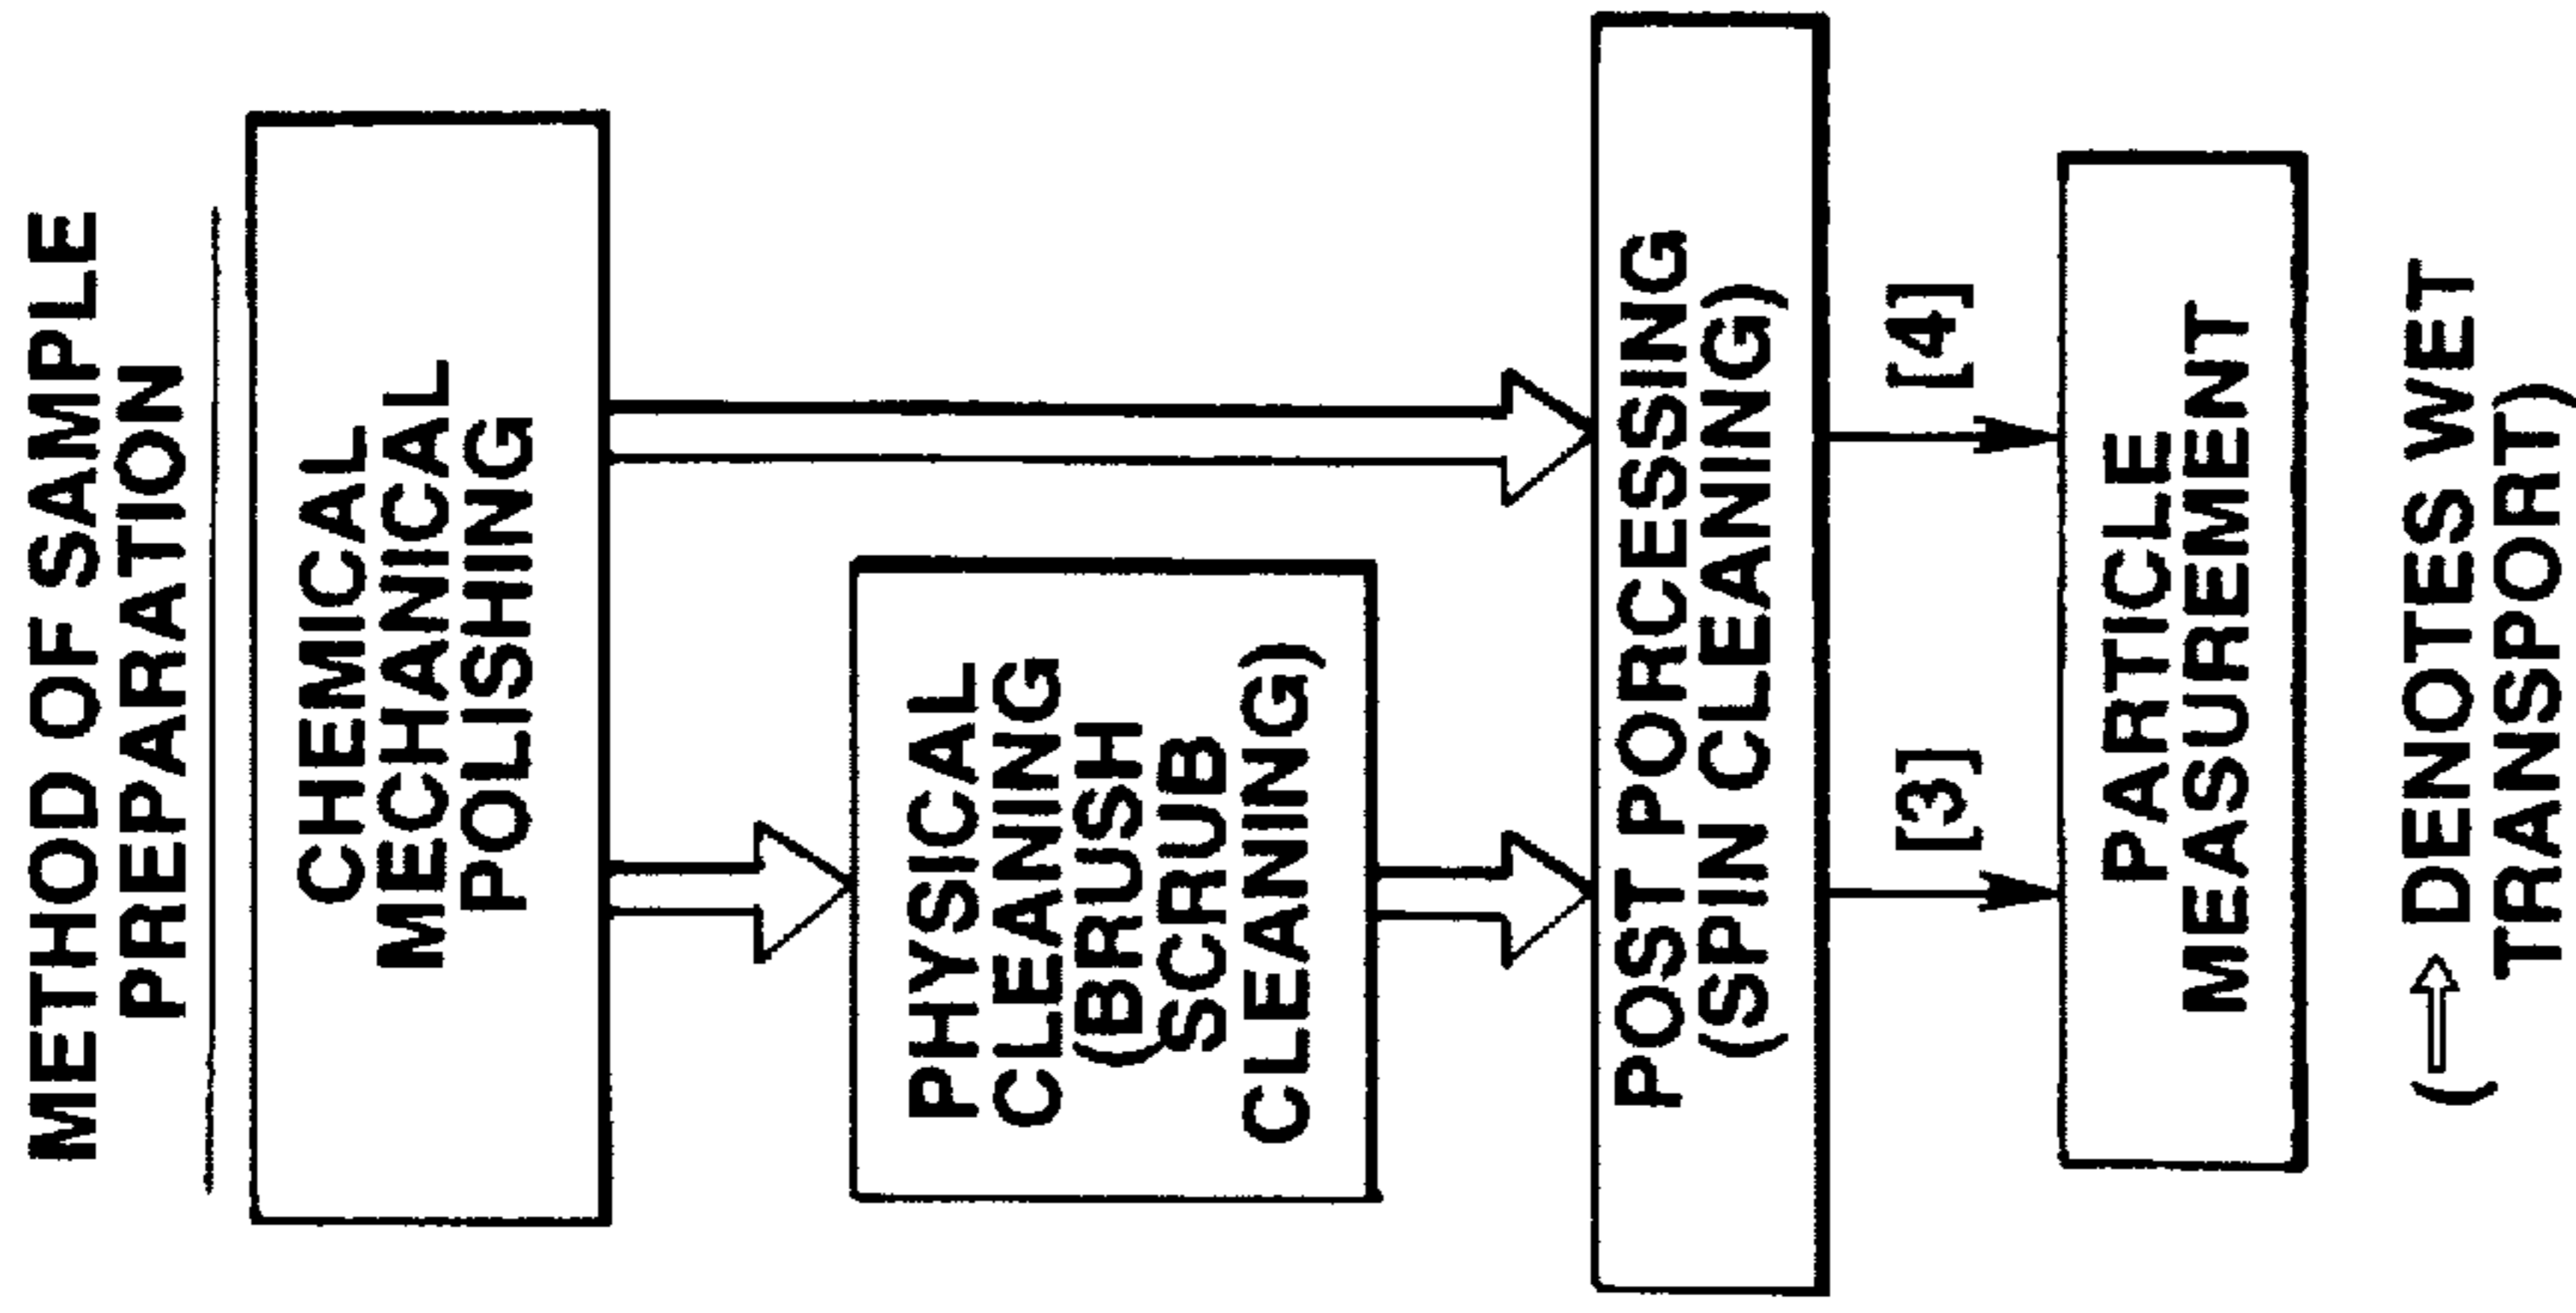 METHOD OF SAMPLE
PREPARATION
CHEMICAL
MECHANICAL
POLISHING
PHYSICAL
CLEANING
(BRUSH
SCRUB
CLEANING)
POST PORCESSING
(SPIN CLEANING)
[3]
[4]
PARTICLE
MEASUREMENT
(⇨ DENOTES WET
TRANSPORT)